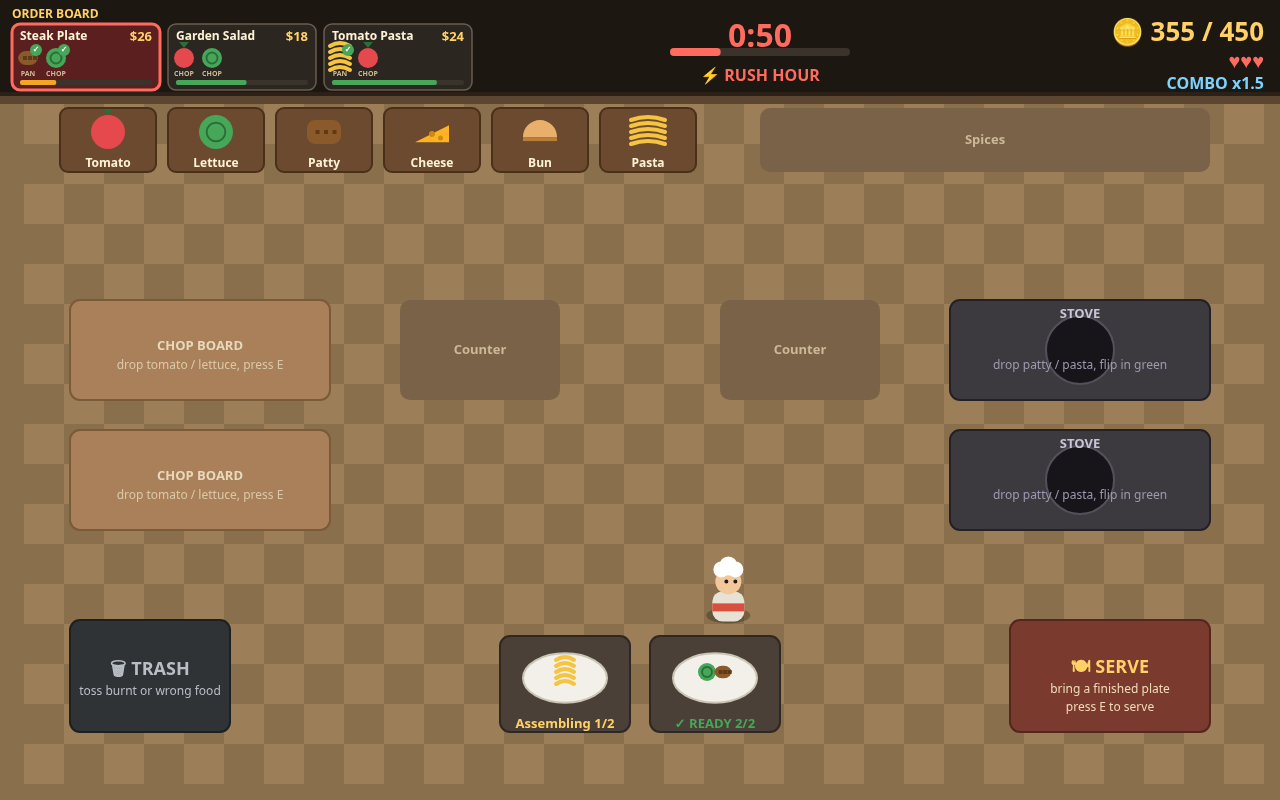 ORDER BOARD
Steak Plate $26
PAN CHOP
Garden Salad $18
CHOP CHOP
Tomato Pasta $24
PAN CHOP
0:50
⚡ RUSH HOUR
🪙 355 / 450
♥♥♥
COMBO x1.5
Tomato
Lettuce
Patty
Cheese
Bun
Pasta
Spices
CHOP BOARD
drop tomato / lettuce, press E
Counter
Counter
STOVE
drop patty / pasta, flip in green
CHOP BOARD
drop tomato / lettuce, press E
STOVE
drop patty / pasta, flip in green
TRASH
toss burnt or wrong food
Assembling 1/2
✓ READY 2/2
🍽 SERVE
bring a finished plate
press E to serve